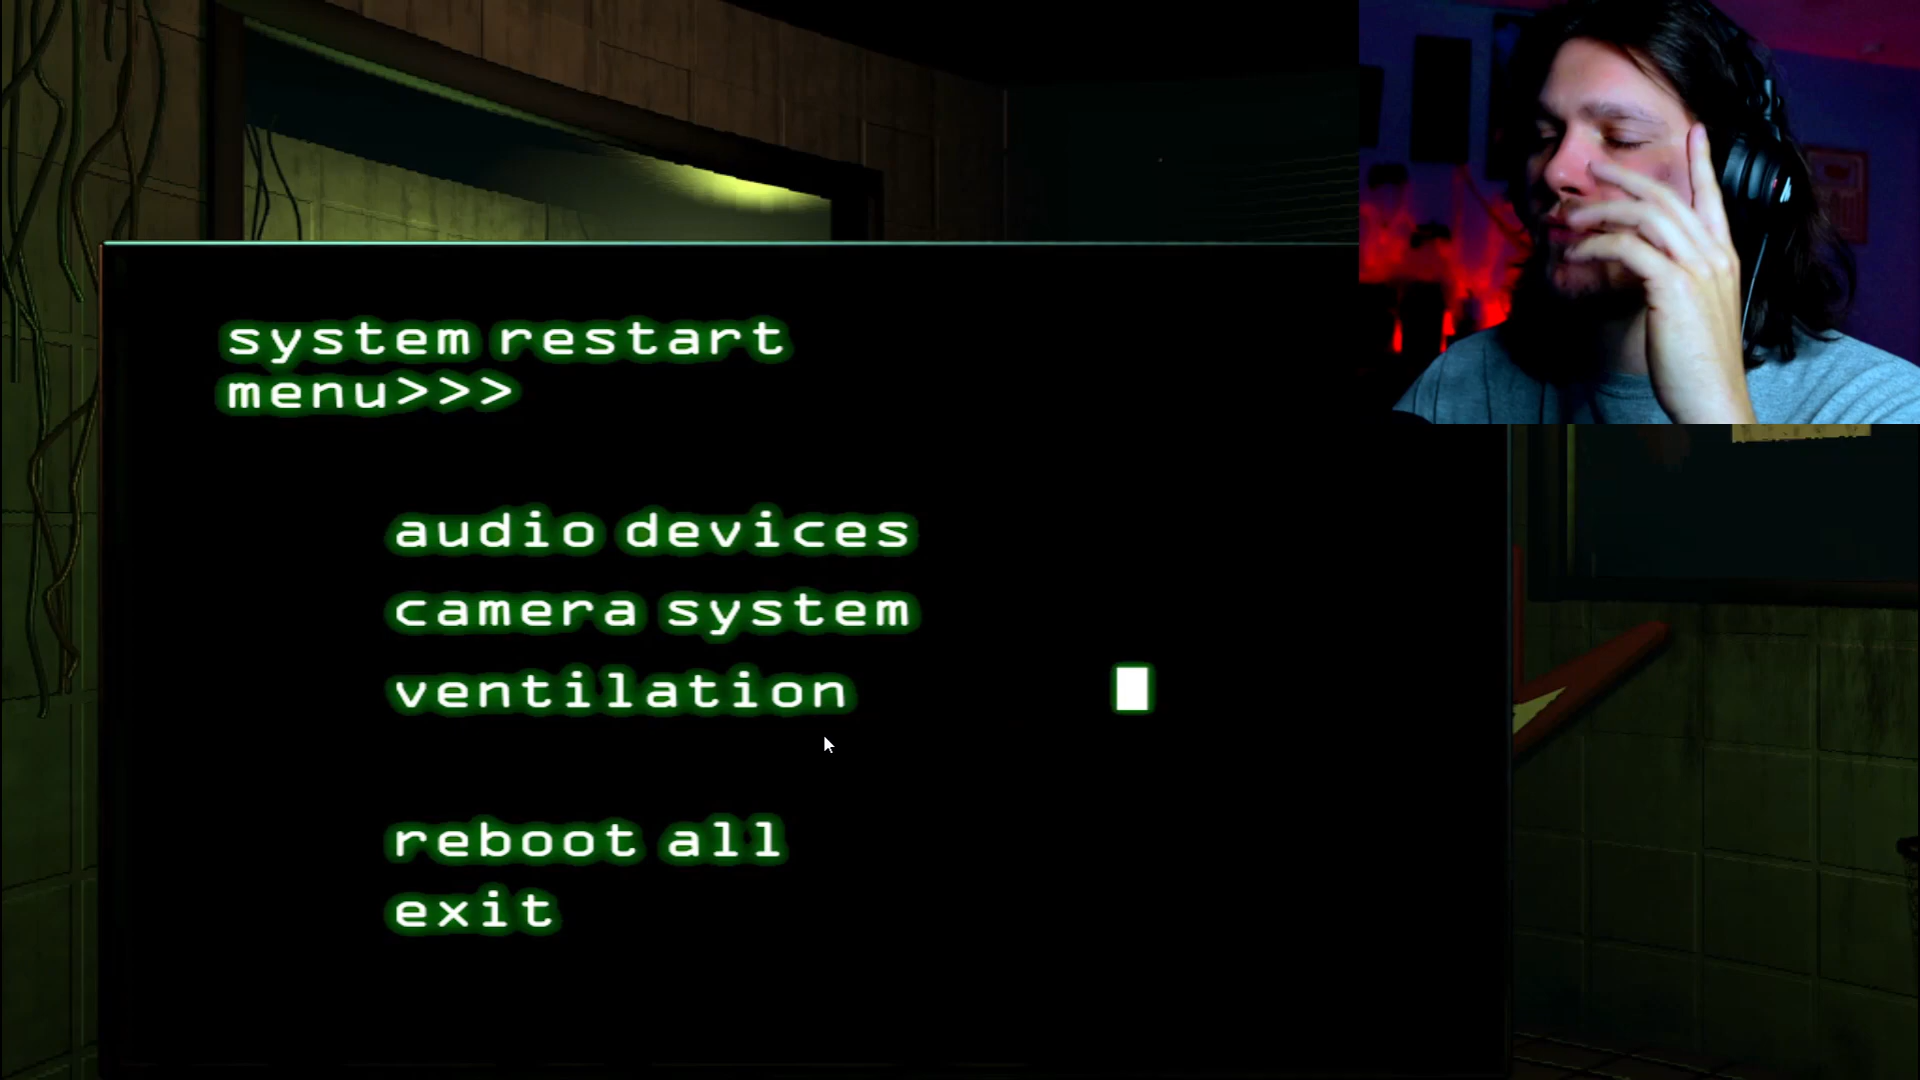 system restart
menu>>>
audio devices
camera system
ventilation
reboot all
exit